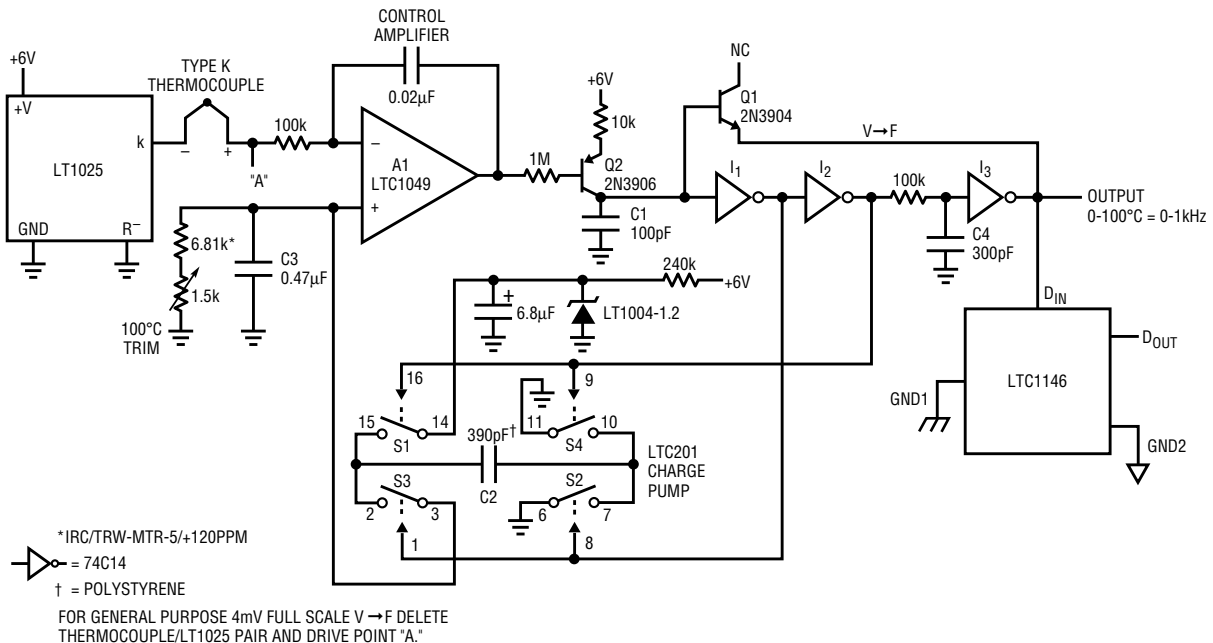 CONTROL
AMPLIFIER
NC
+6V
TYPE K
THERMOCOUPLE
0.02µF
+6V
Q1
2N3904
+V
10k
V→F
k
– +
100k
–
A1
LTC1049
1M
Q2
2N3906
I1
I2
100k
I3
LT1025
"A"
+
OUTPUT
0-100°C = 0-1kHz
C1
100pF
C4
300pF
GND
R–
6.81k*
C3
0.47µF
240k
+6V
1.5k
+
6.8µF
LT1004-1.2
DIN
100°C
TRIM
DOUT
LTC1146
16
9
GND1
15
14
11
10
S1
390pF†
S4
GND2
LTC201
CHARGE
PUMP
S3
C2
S2
2
3
6
7
1
8
*IRC/TRW-MTR-5/+120PPM
= 74C14
† = POLYSTYRENE
FOR GENERAL PURPOSE 4mV FULL SCALE V →F DELETE
THERMOCOUPLE/LT1025 PAIR AND DRIVE POINT "A."